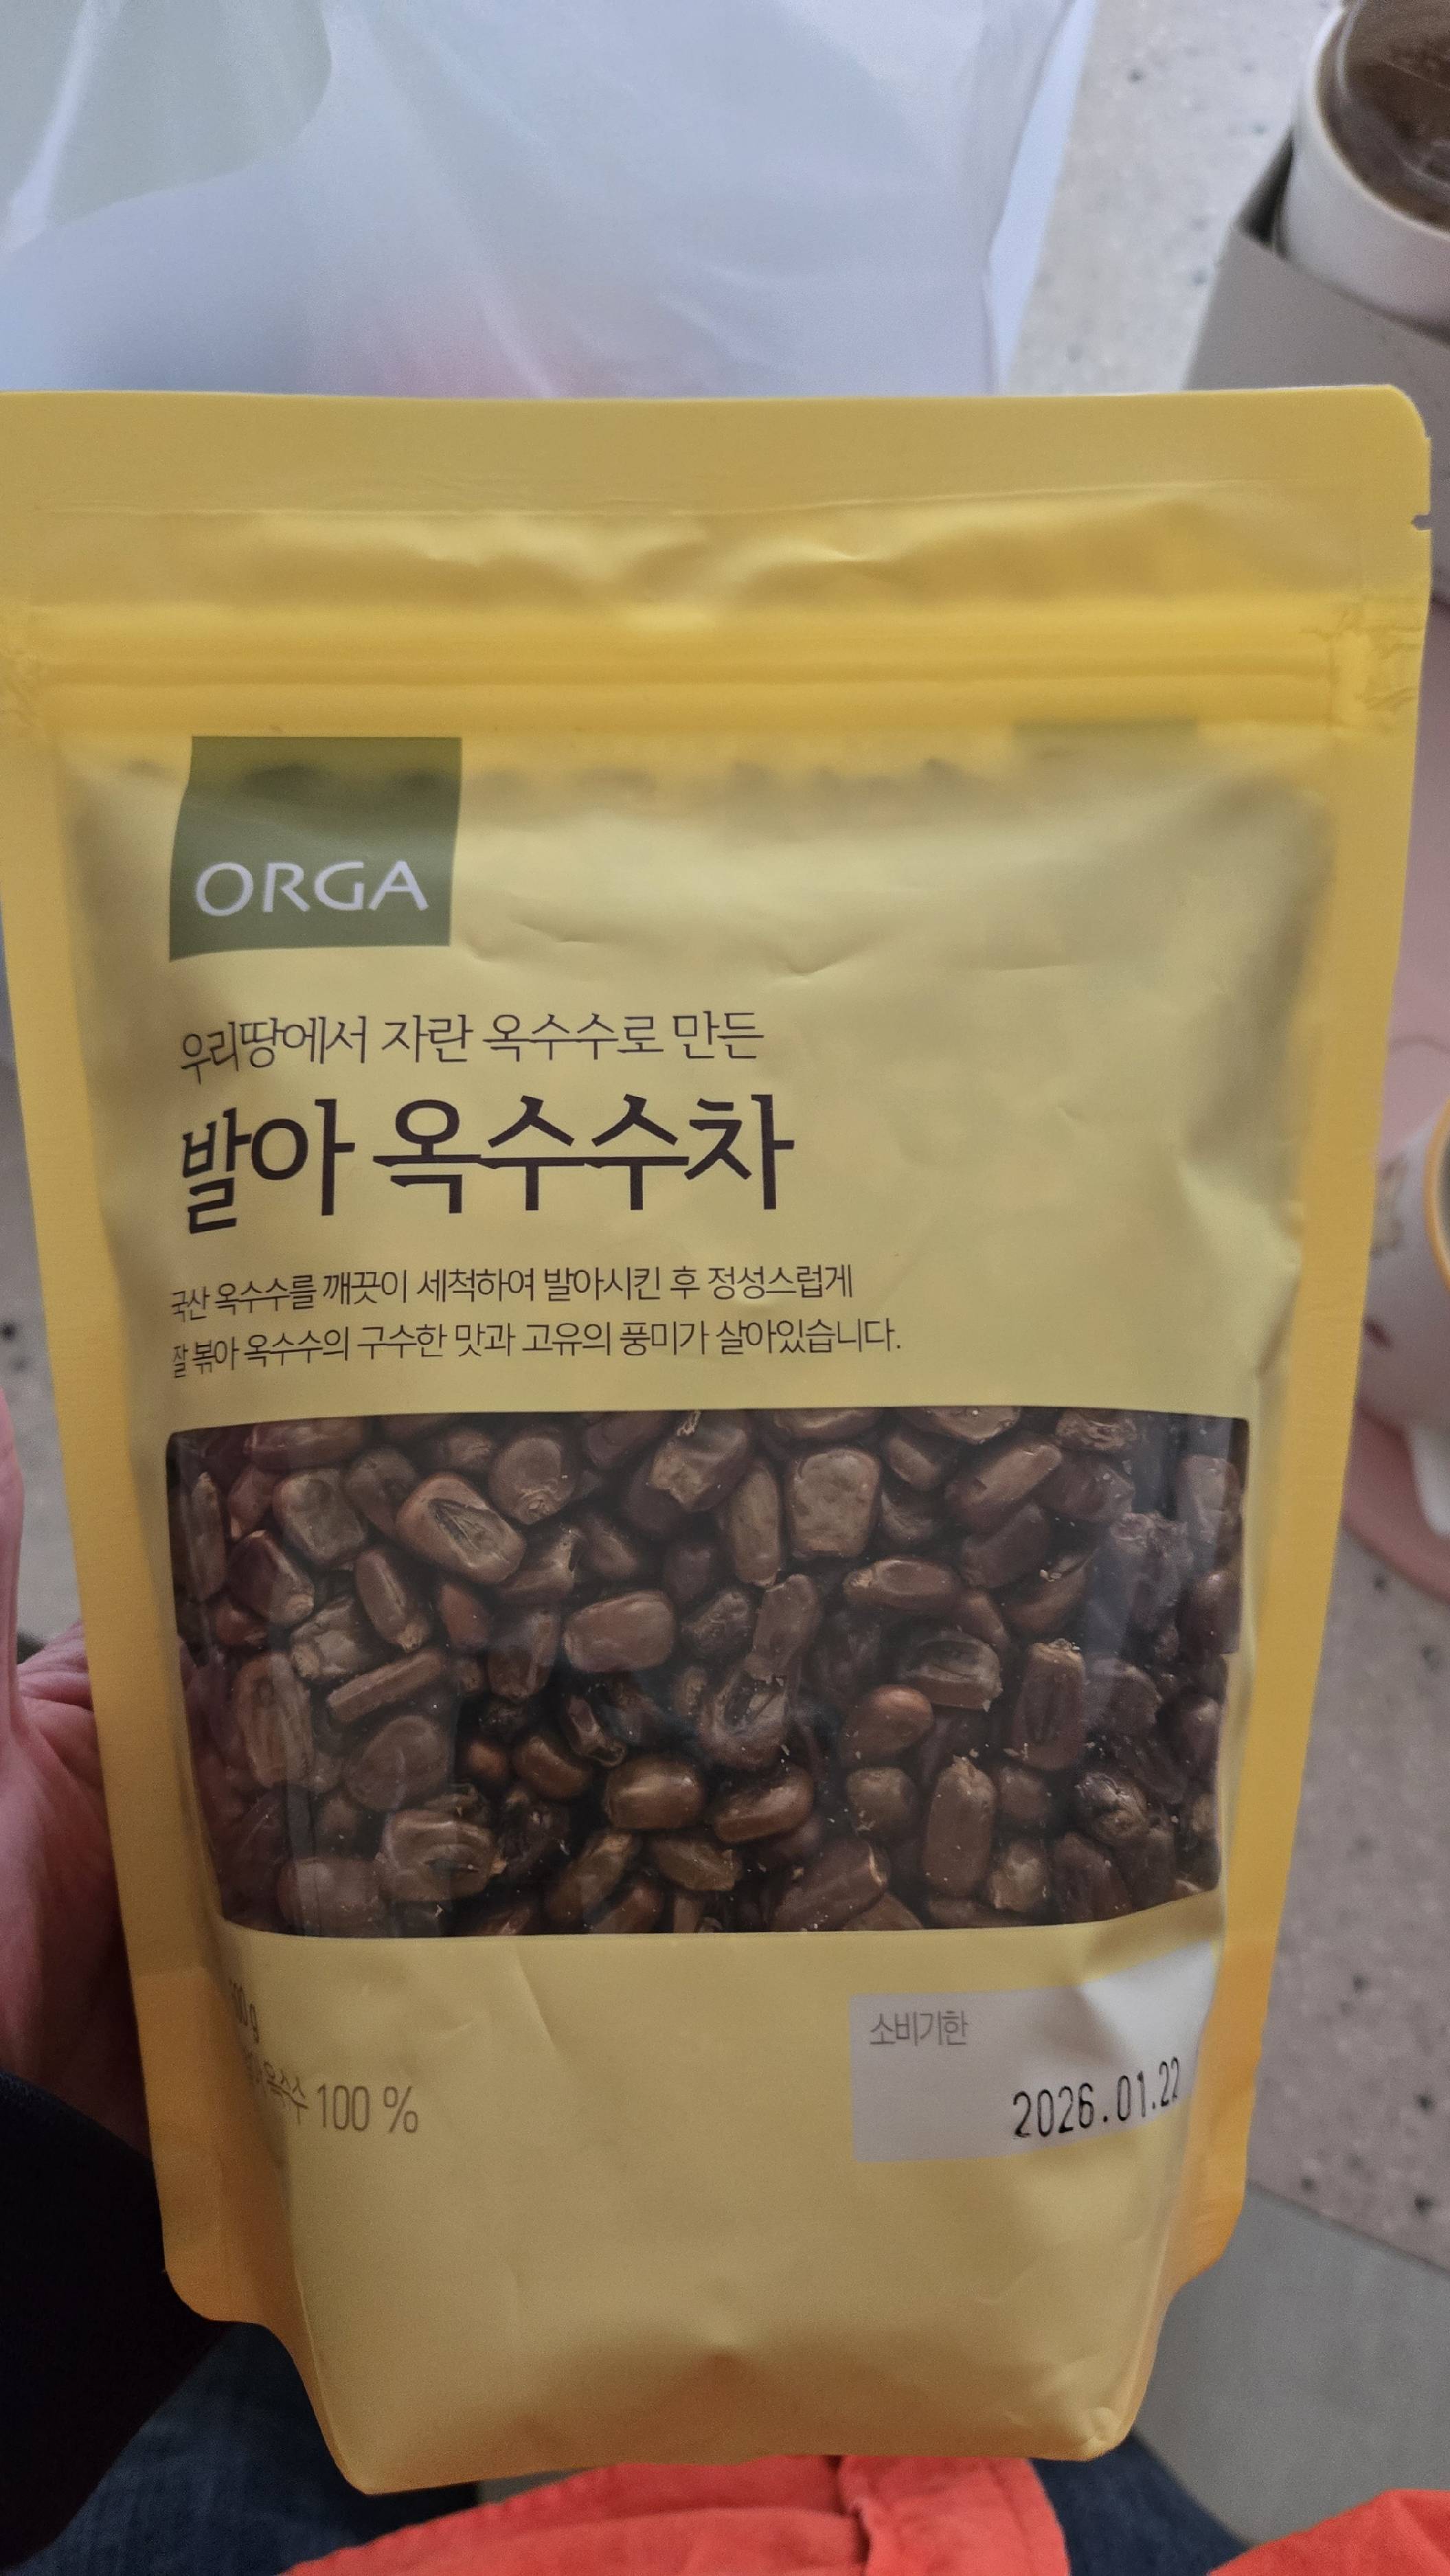 ORGA
우리땅에서 자란 옥수수로 만든
발아 옥수수차
국산 옥수수를 깨끗이 세척하여 발아시킨 후 정성스럽게
잘 볶아 옥수수의 구수한 맛과 고유의 풍미가 살아있습니다.
소비기한
2026.01.22
옥수수 100 %